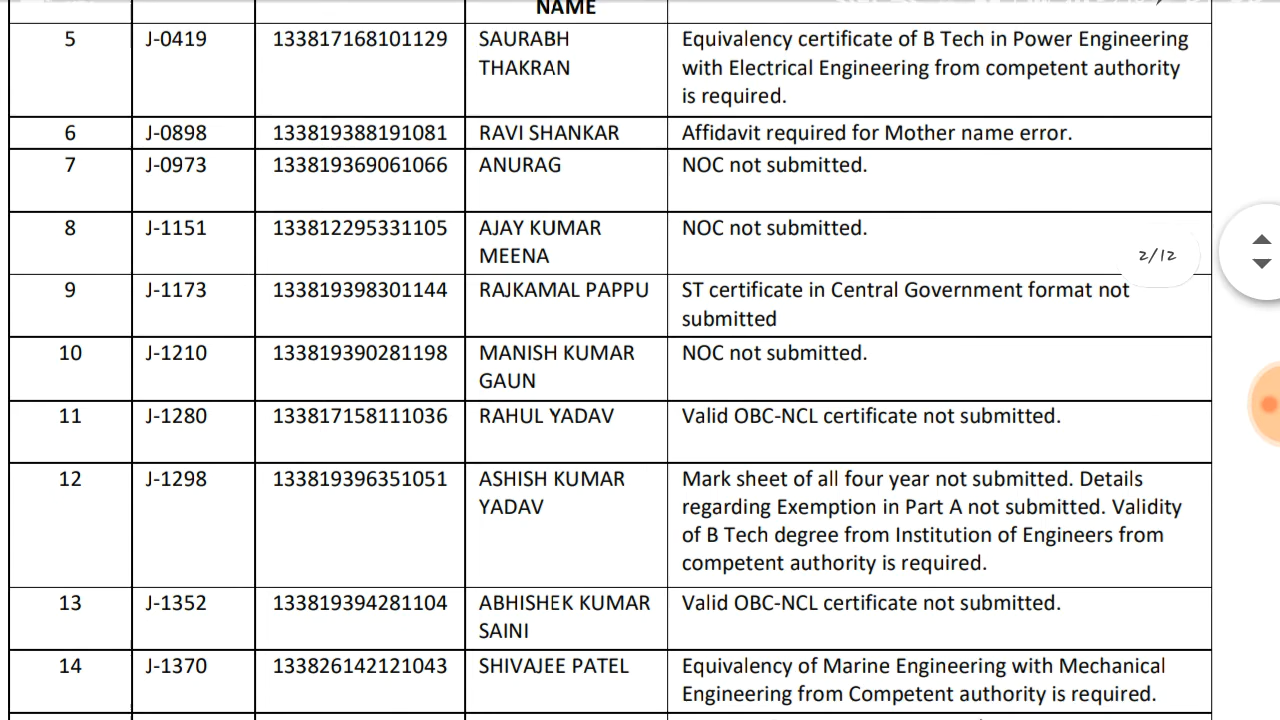 NAME
5 J-0419 133817168101129 SAURABH Equivalency certificate of B Tech in Power Engineering
THAKRAN with Electrical Engineering from competent authority
is required.
6 J-0898 133819388191081 RAVI SHANKAR Affidavit required for Mother name error.
7 J-0973 133819369061066 ANURAG NOC not submitted.
8 J-1151 133812295331105 AJAY KUMAR NOC not submitted.
MEENA 2/12
9 J-1173 133819398301144 RAJKAMAL PAPPU ST certificate in Central Government format not
submitted
10 J-1210 133819390281198 MANISH KUMAR NOC not submitted.
GAUN
11 J-1280 133817158111036 RAHUL YADAV Valid OBC-NCL certificate not submitted.
12 J-1298 133819396351051 ASHISH KUMAR Mark sheet of all four year not submitted. Details
YADAV regarding Exemption in Part A not submitted. Validity
of B Tech degree from Institution of Engineers from
competent authority is required.
13 J-1352 133819394281104 ABHISHEK KUMAR Valid OBC-NCL certificate not submitted.
SAINI
14 J-1370 133826142121043 SHIVAJEE PATEL Equivalency of Marine Engineering with Mechanical
Engineering from Competent authority is required.